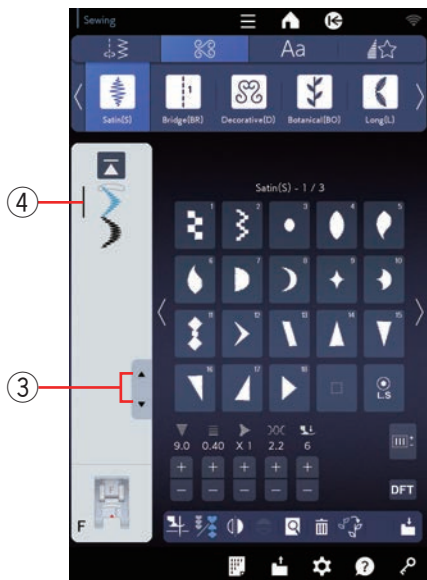 Sewing
Aa
Satin(S) Bridge(BR) Decorative(D) Botanical(BO) Long(L)
④
Satin(S) - 1 / 3
1 2 3 4 5
6 7 8 9 10
11 12 13 14 15
16 17 18 L.S
③
9.0 0.40 X 1 2.2 6
+ + + + +
- - - - -
DFT
F
?